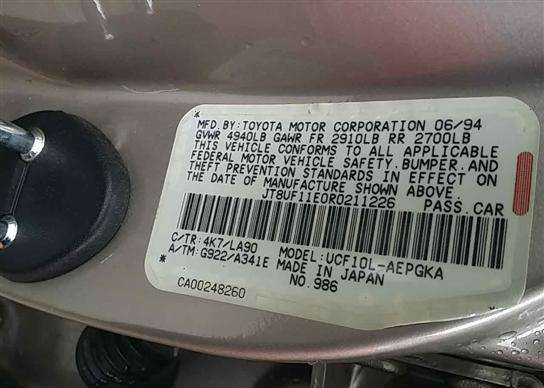 MFD. BY: TOYOTA MOTOR CORPORATION 06/94
GVWR 4940LB GAWR FR 2910LB RR 2700LB
THIS VEHICLE CONFORMS TO ALL APPLICABLE
FEDERAL MOTOR VEHICLE SAFETY, BUMPER, AND
THEFT PREVENTION STANDARDS IN EFFECT ON
THE DATE OF MANUFACTURE SHOWN ABOVE.
JT8UF11E0R0211226 PASS.CAR
C/TR: 4K7/LA90 MODEL: UCF10L-AEPGKA
A/TM: G922/A341E MADE IN JAPAN
CA00248260 NO. 986